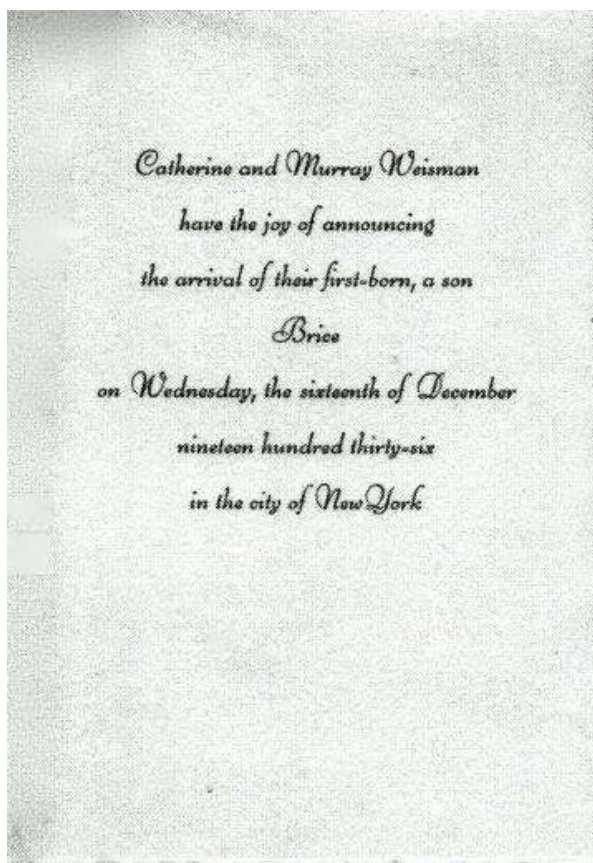 Catherine and Murray Weisman
have the joy of announcing
the arrival of their first-born, a son
Brice
on Wednesday, the sixteenth of December
nineteen hundred thirty-six
in the city of New York